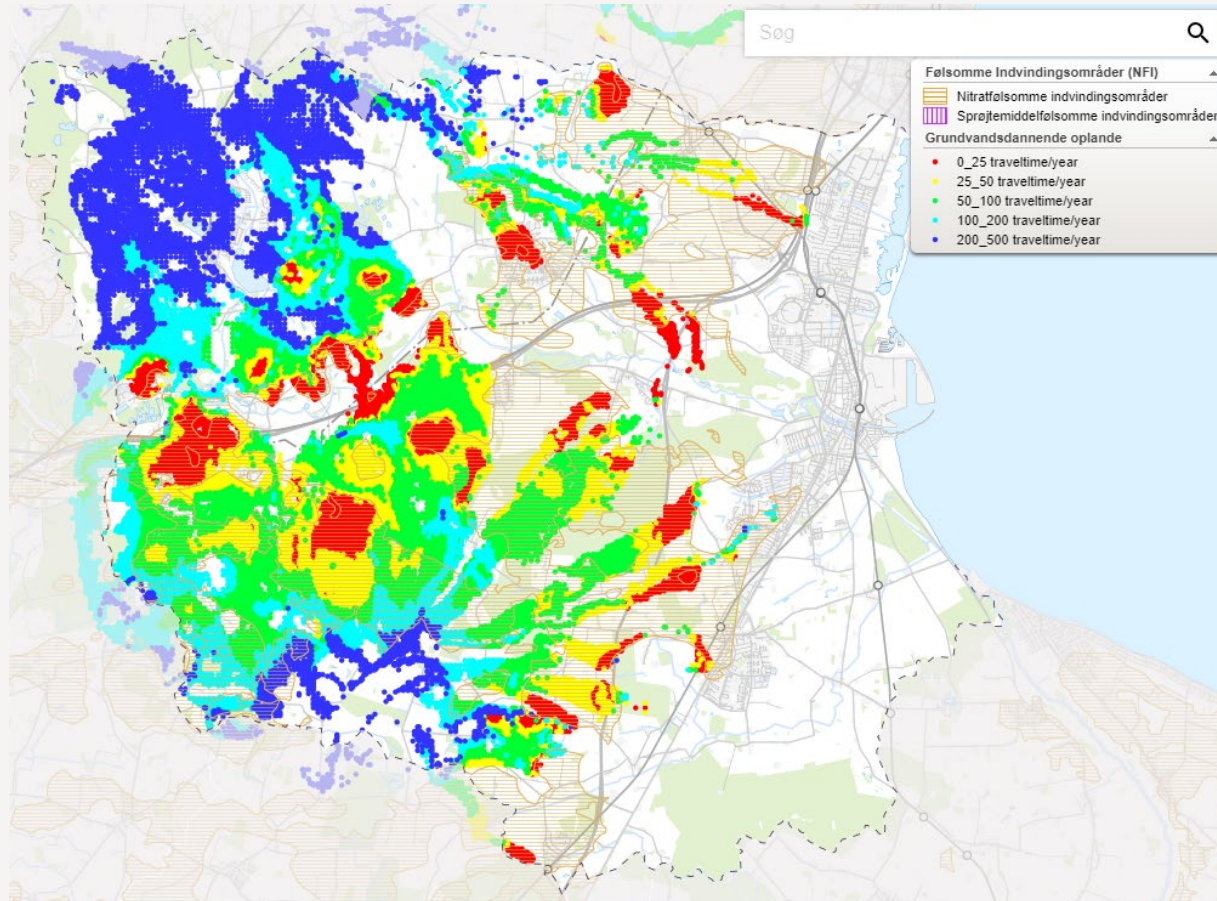 Søg
Følsomme Indvindingsområder (NFI)
Nitratfølsomme indvindingsområder
Sprøjtemiddelfølsomme indvindingsområder
Grundvandsdannende oplande
0_25 traveltime/year
25_50 traveltime/year
50_100 traveltime/year
100_200 traveltime/year
200_500 traveltime/year